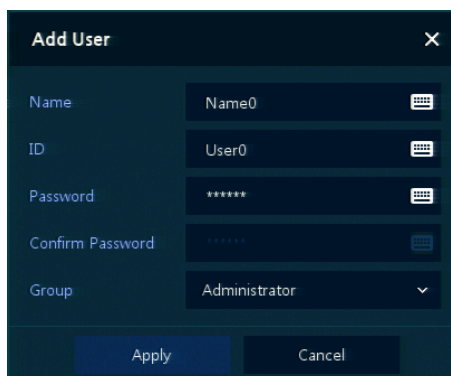 Add User
Name Name0
ID User0
Password ******
Confirm Password ******
Group Administrator
Apply Cancel